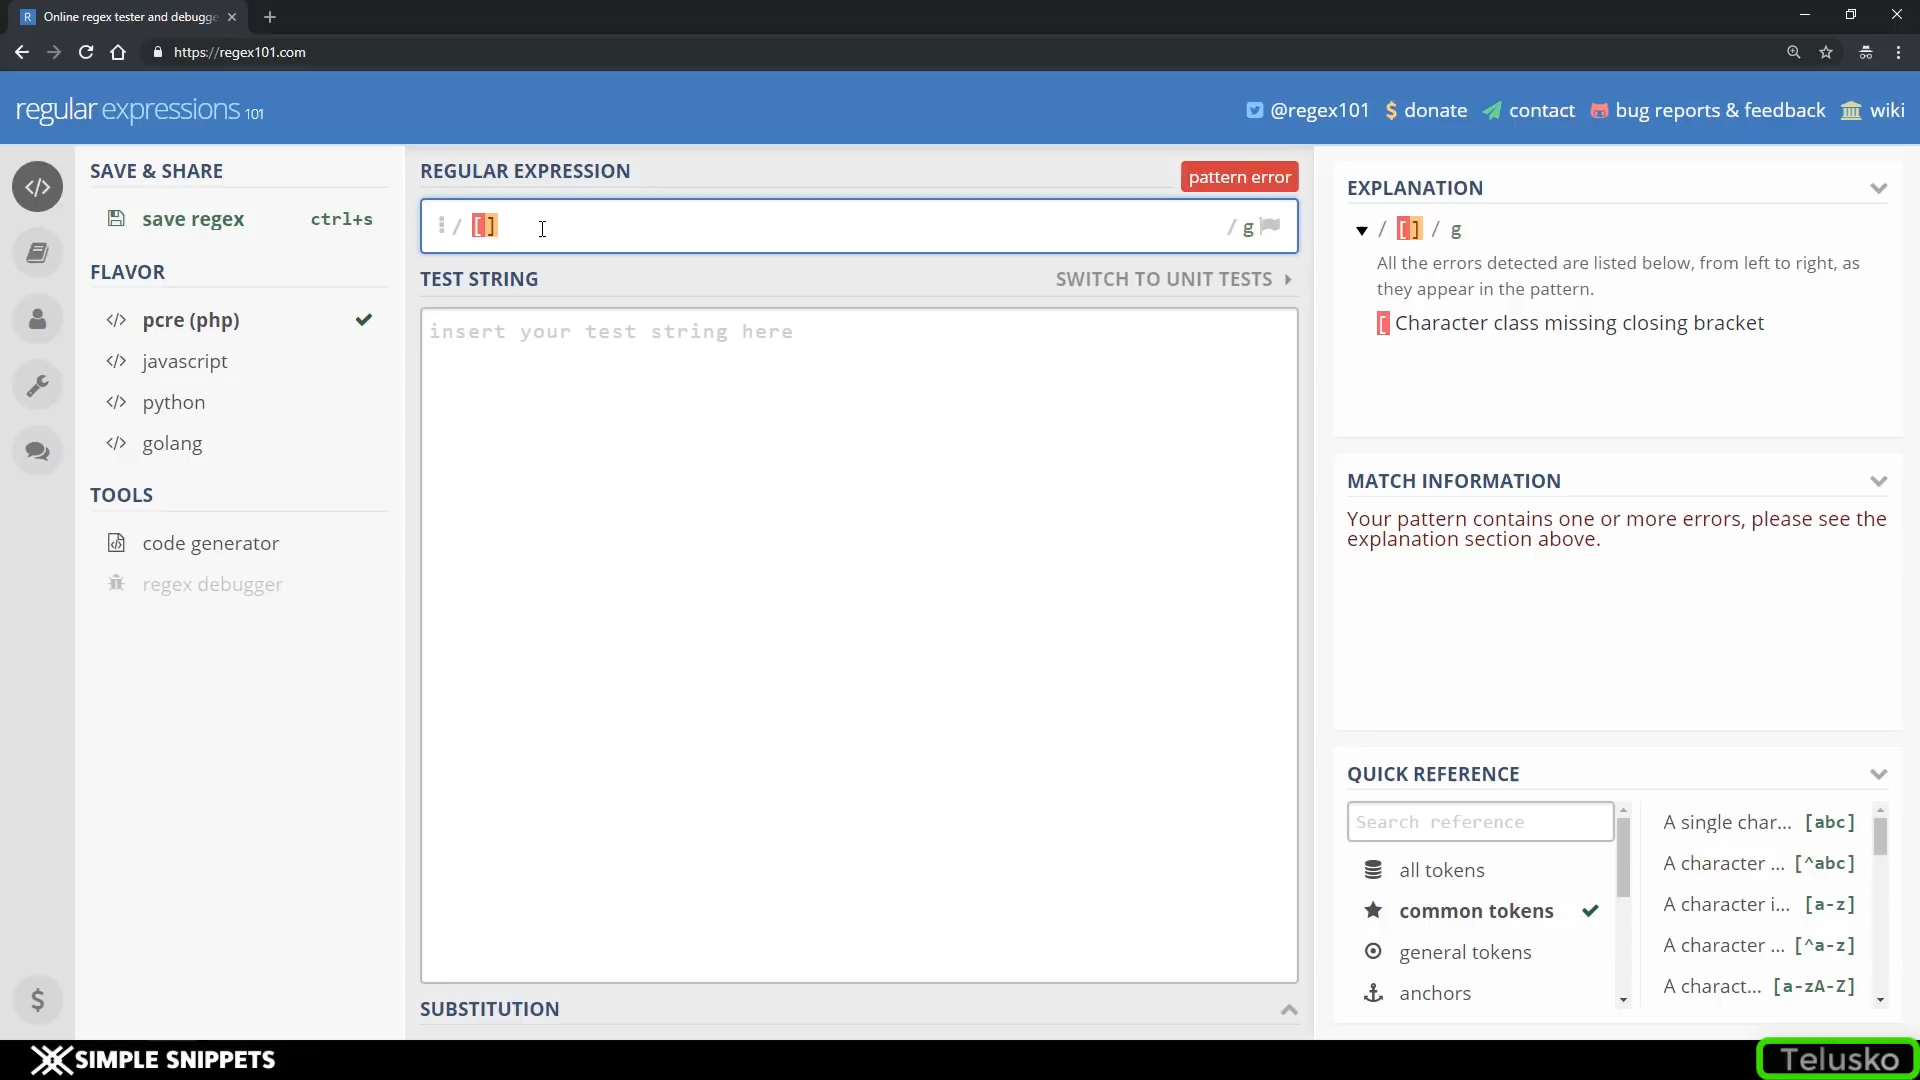 Online regex tester and debugge
https://regex101.com
regular expressions 101
@regex101
$ donate
contact
bug reports & feedback
wiki
SAVE & SHARE
save regex ctrl+s
FLAVOR
</> pcre (php)
</> javascript
</> python
</> golang
TOOLS
code generator
regex debugger
REGULAR EXPRESSION
pattern error
/ [] / g
TEST STRING
SWITCH TO UNIT TESTS
insert your test string here
SUBSTITUTION
EXPLANATION
/ [] / g
All the errors detected are listed below, from left to right, as
they appear in the pattern.
[ Character class missing closing bracket
MATCH INFORMATION
Your pattern contains one or more errors, please see the
explanation section above.
QUICK REFERENCE
Search reference
all tokens
common tokens
general tokens
anchors
A single char... [abc]
A character ... [^abc]
A character i... [a-z]
A character ... [^a-z]
A charact... [a-zA-Z]
SIMPLE SNIPPETS
Telusko